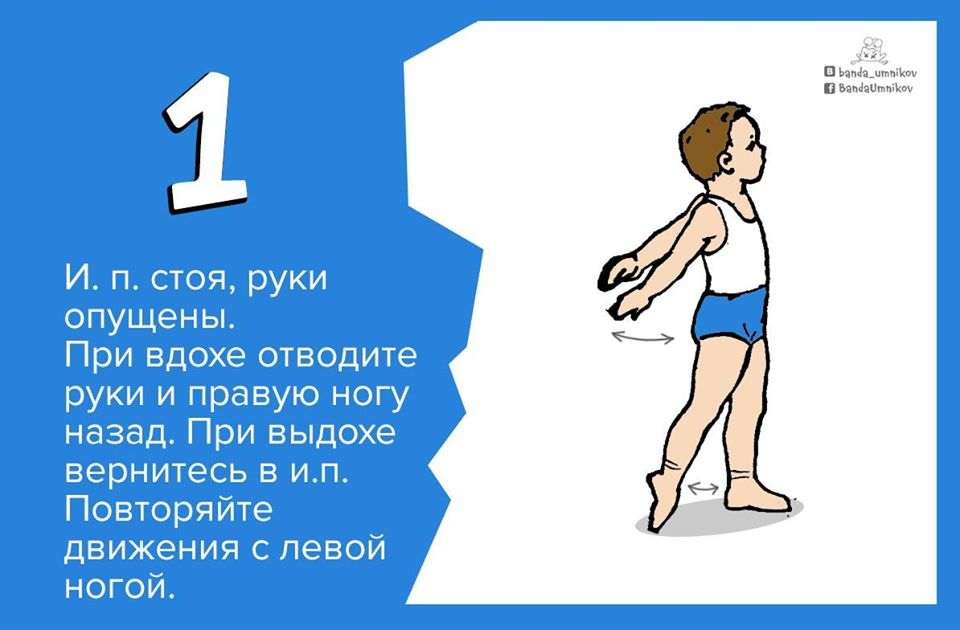 1
И. п. стоя, руки
опущены.
При вдохе отводите
руки и правую ногу
назад. При выдохе
вернитесь в и.п.
Повторяйте
движения с левой
ногой.
B banda_umnikov
f BandaUmnikov